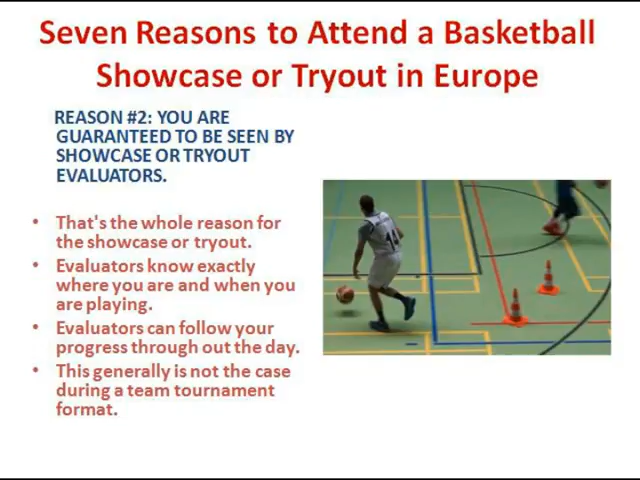 Seven Reasons to Attend a Basketball
Showcase or Tryout in Europe
REASON #2: YOU ARE
GUARANTEED TO BE SEEN BY
SHOWCASE OR TRYOUT
EVALUATORS.
• That's the whole reason for
the showcase or tryout.
• Evaluators know exactly
where you are and when you
are playing.
• Evaluators can follow your
progress through out the day.
• This generally is not the case
during a team tournament
format.
14